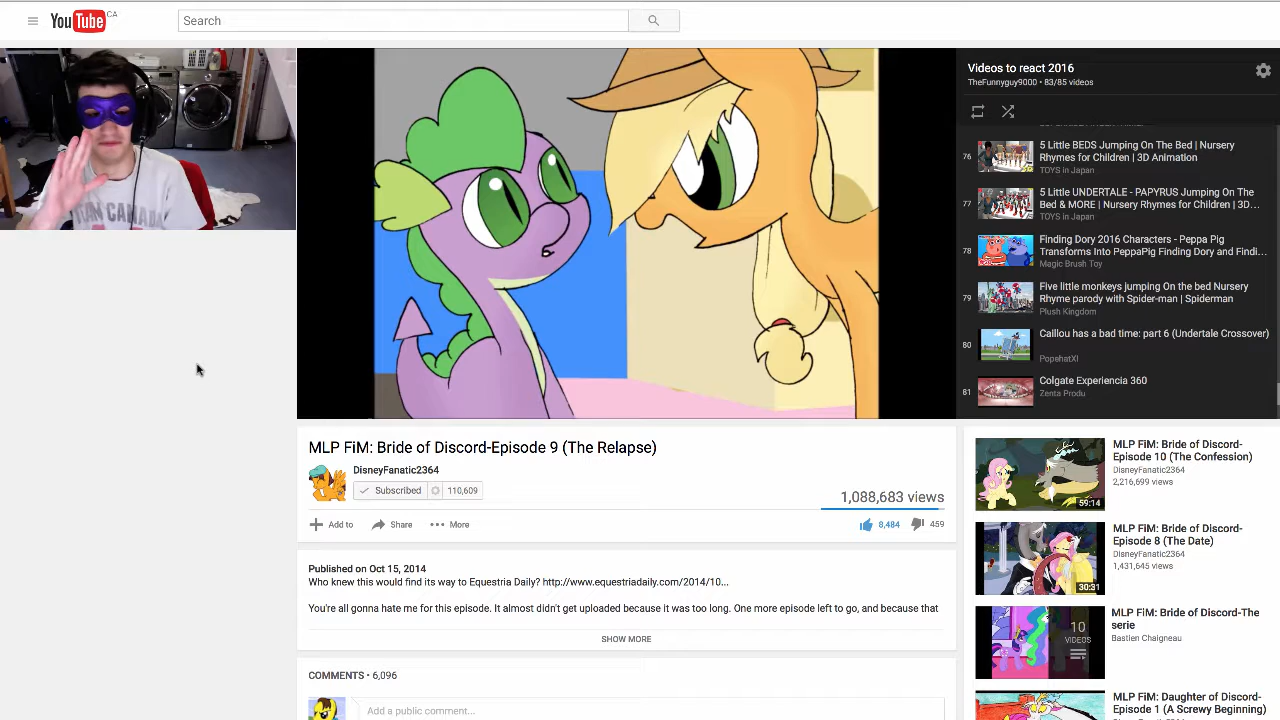 YouTube CA
Search
Videos to react 2016
TheFunnyguy9000 • 83/85 videos
76
5 Little BEDS Jumping On The Bed | Nursery
Rhymes for Children | 3D Animation
TOYS in Japan
77
5 Little UNDERTALE - PAPYRUS Jumping On The
Bed & MORE | Nursery Rhymes for Children | 3D...
TOYS in Japan
78
Finding Dory 2016 Characters - Peppa Pig
Transforms Into PeppaPig Finding Dory and Findi...
Magic Brush Toy
79
Five little monkeys jumping On the bed Nursery
Rhyme parody with Spider-man | Spiderman
Plush Kingdom
80
Caillou has a bad time: part 6 (Undertale Crossover)
PopehatXI
81
Colgate Experiencia 360
Zenta Produ
MLP FiM: Bride of Discord-Episode 9 (The Relapse)
DisneyFanatic2364
Subscribed 110,609
1,088,683 views
Add to Share More
8,484 459
Published on Oct 15, 2014
Who knew this would find its way to Equestria Daily? http://www.equestriadaily.com/2014/10...
You're all gonna hate me for this episode. It almost didn't get uploaded because it was too long. One more episode left to go, and because that
SHOW MORE
COMMENTS • 6,096
Add a public comment...
MLP FiM: Bride of Discord-
Episode 10 (The Confession)
DisneyFanatic2364
2,216,699 views
59:14
MLP FiM: Bride of Discord-
Episode 8 (The Date)
DisneyFanatic2364
1,431,645 views
30:31
MLP FiM: Bride of Discord-The
serie
Bastien Chaigneau
10
VIDEOS
MLP FiM: Daughter of Discord-
Episode 1 (A Screwy Beginning)
DisneyFanatic2364